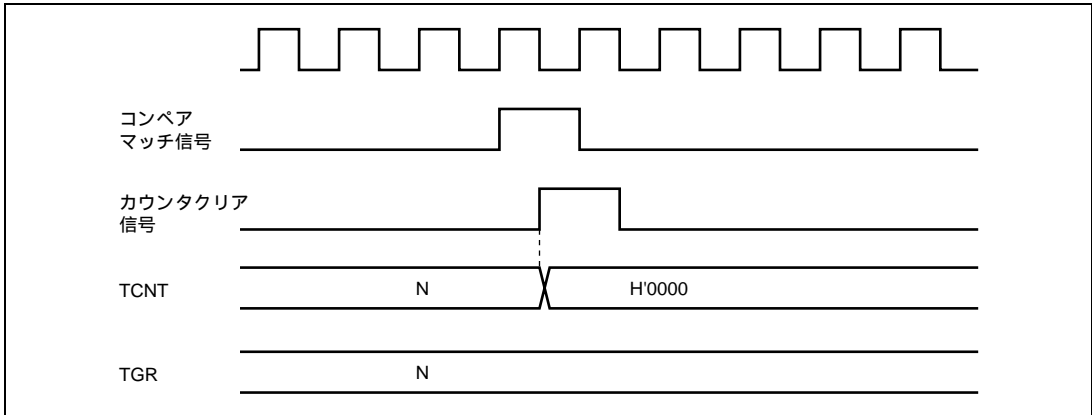 コンペア
マッチ信号
カウンタクリア
信号
TCNT
N
H'0000
TGR
N